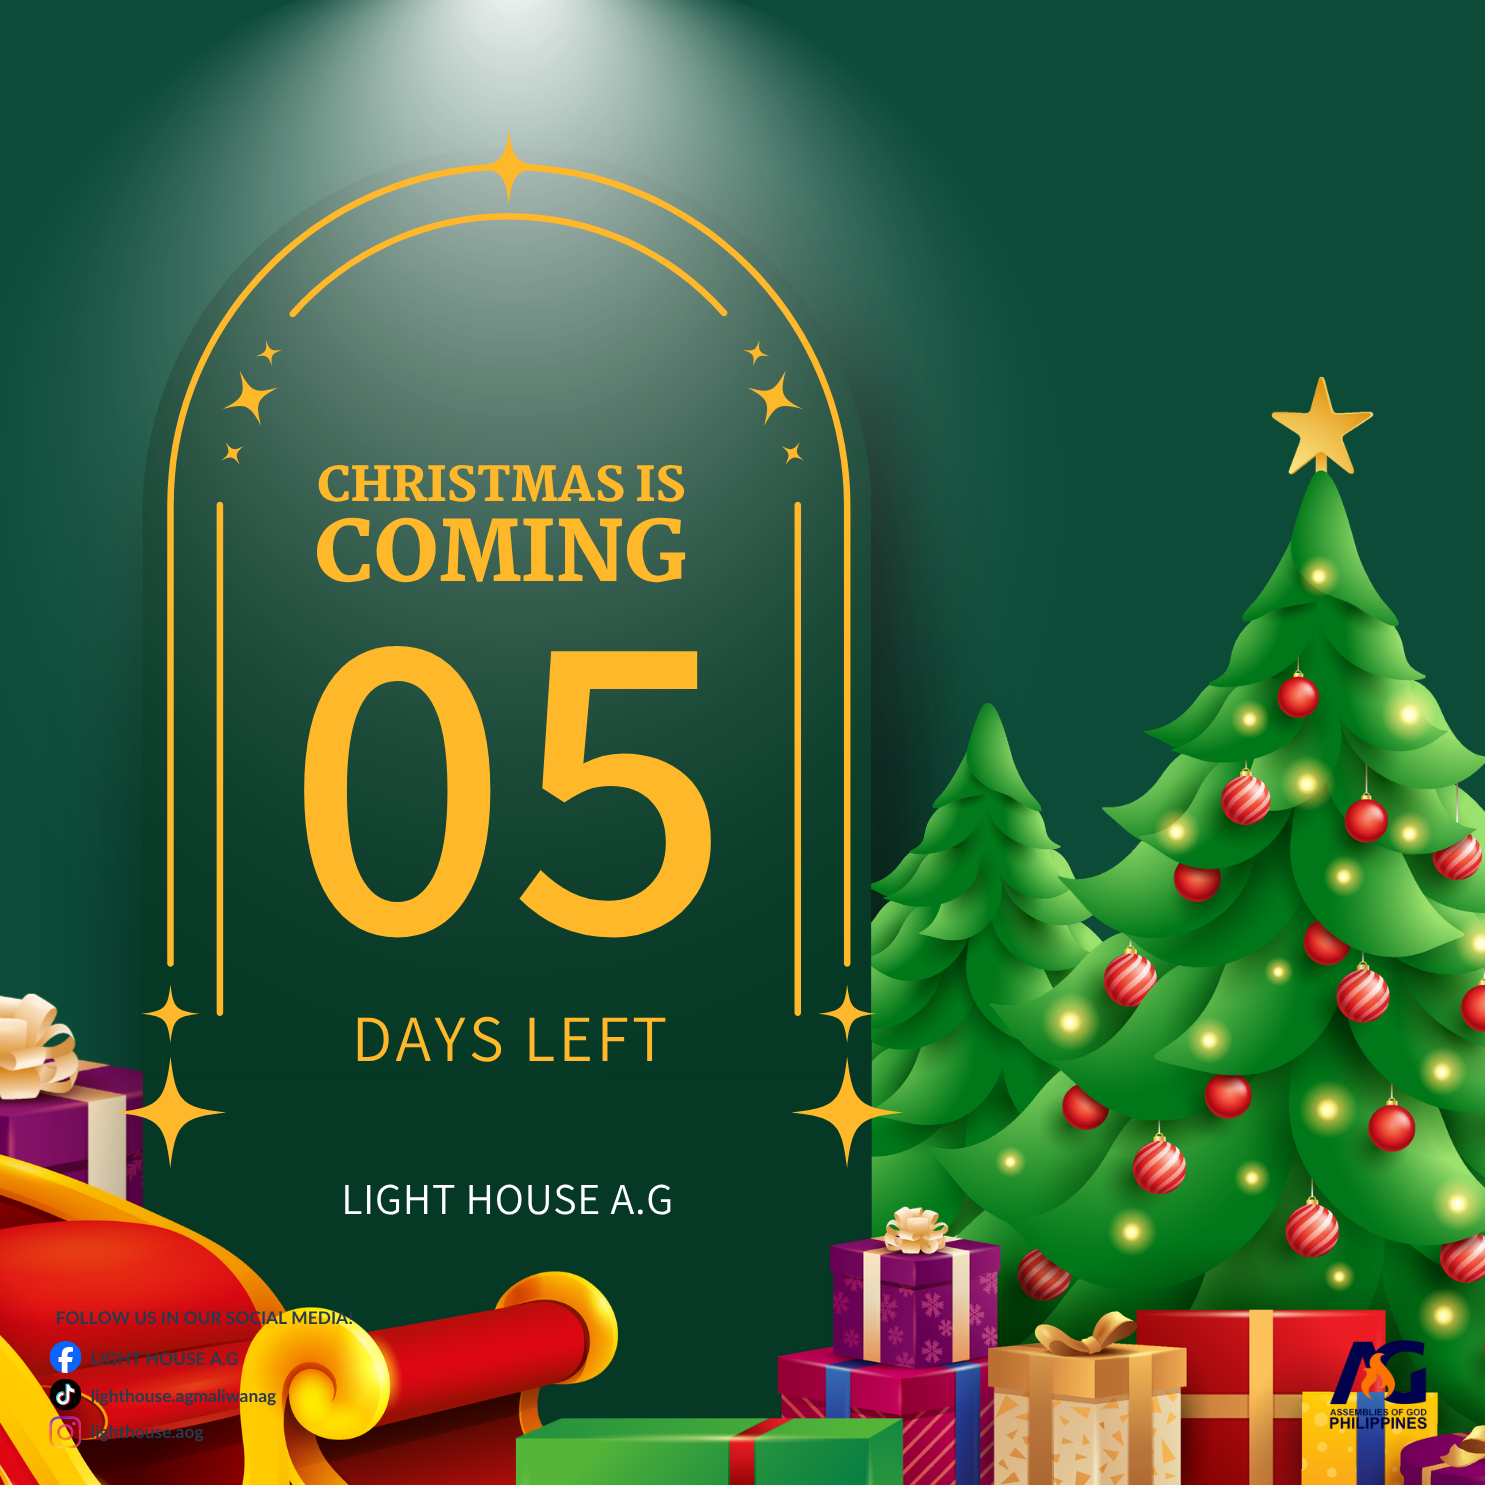 CHRISTMAS IS
COMING
05
DAYS LEFT
LIGHT HOUSE A.G
FOLLOW US IN OUR SOCIAL MEDIA!
LIGHT HOUSE A.G
lighthouse.agmaliwanag
lighthouse.aog
AG
ASSEMBLIES OF GOD
PHILIPPINES